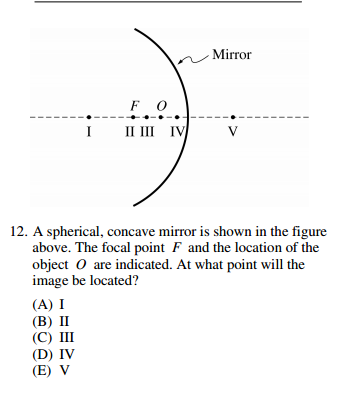 Mirror
F O
I II III IV V
12. A spherical, concave mirror is shown in the figure
above. The focal point F and the location of the
object O are indicated. At what point will the
image be located?
(A) I
(B) II
(C) III
(D) IV
(E) V